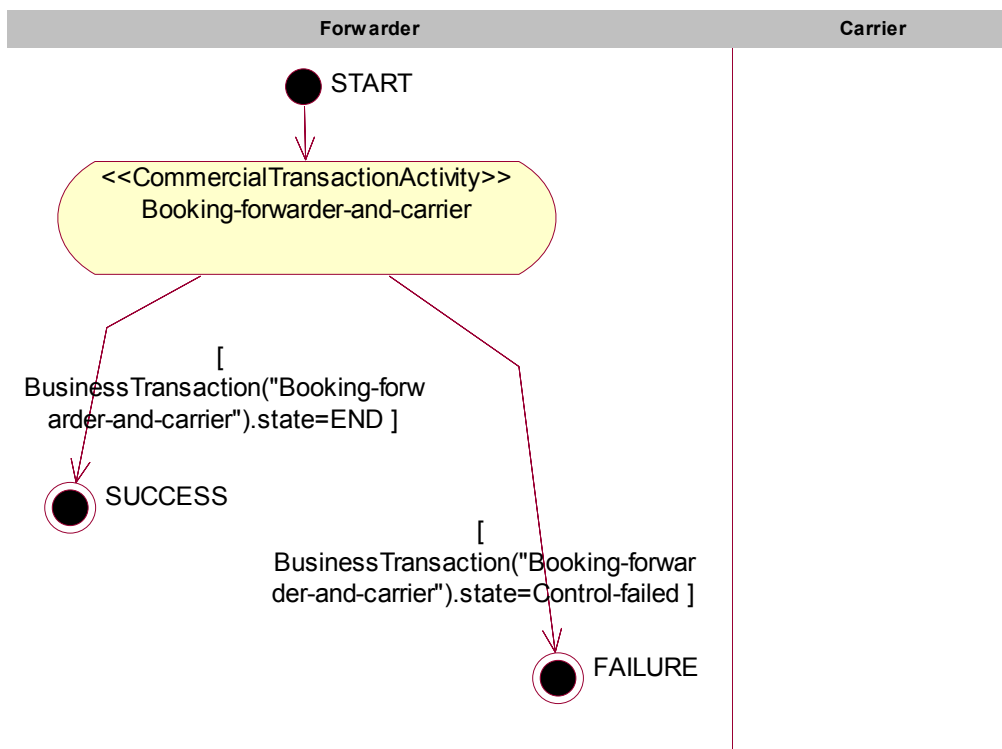 Forwarder
Carrier
START
<<CommercialTransactionActivity>>
Booking-forwarder-and-carrier
[
BusinessTransaction("Booking-forw
arder-and-carrier").state=END ]
SUCCESS
[
BusinessTransaction("Booking-forwar
der-and-carrier").state=Control-failed ]
FAILURE